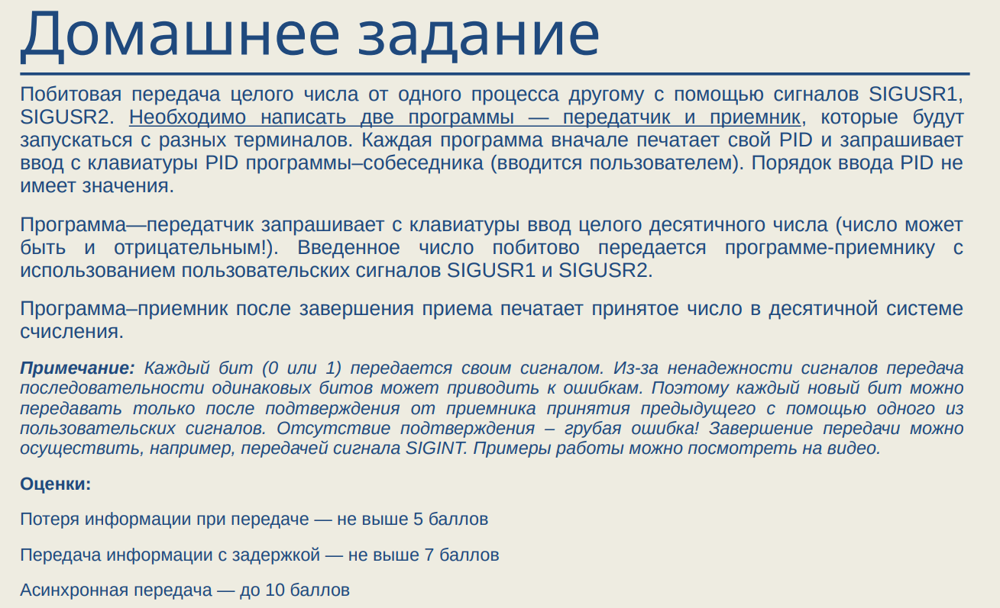 Домашнее задание
Побитовая передача целого числа от одного процесса другому с помощью сигналов SIGUSR1,
SIGUSR2. Необходимо написать две программы — передатчик и приемник, которые будут
запускаться с разных терминалов. Каждая программа вначале печатает свой PID и запрашивает
ввод с клавиатуры PID программы–собеседника (вводится пользователем). Порядок ввода PID не
имеет значения.
Программа—передатчик запрашивает с клавиатуры ввод целого десятичного числа (число может
быть и отрицательным!). Введенное число побитово передается программе-приемнику с
использованием пользовательских сигналов SIGUSR1 и SIGUSR2.
Программа–приемник после завершения приема печатает принятое число в десятичной системе
счисления.
Примечание: Каждый бит (0 или 1) передается своим сигналом. Из-за ненадежности сигналов передача
последовательности одинаковых битов может приводить к ошибкам. Поэтому каждый новый бит можно
передавать только после подтверждения от приемника принятия предыдущего с помощью одного из
пользовательских сигналов. Отсутствие подтверждения – грубая ошибка! Завершение передачи можно
осуществить, например, передачей сигнала SIGINT. Примеры работы можно посмотреть на видео.
Оценки:
Потеря информации при передаче — не выше 5 баллов
Передача информации с задержкой — не выше 7 баллов
Асинхронная передача — до 10 баллов